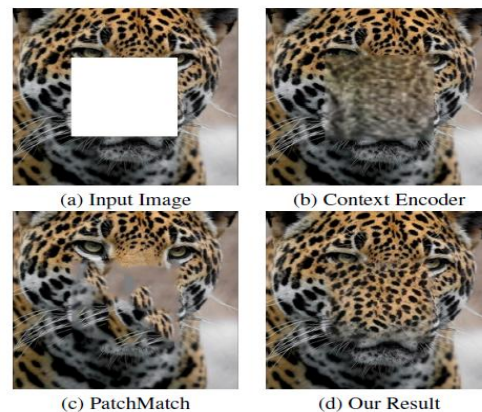 (a) Input Image
(b) Context Encoder
(c) PatchMatch
(d) Our Result